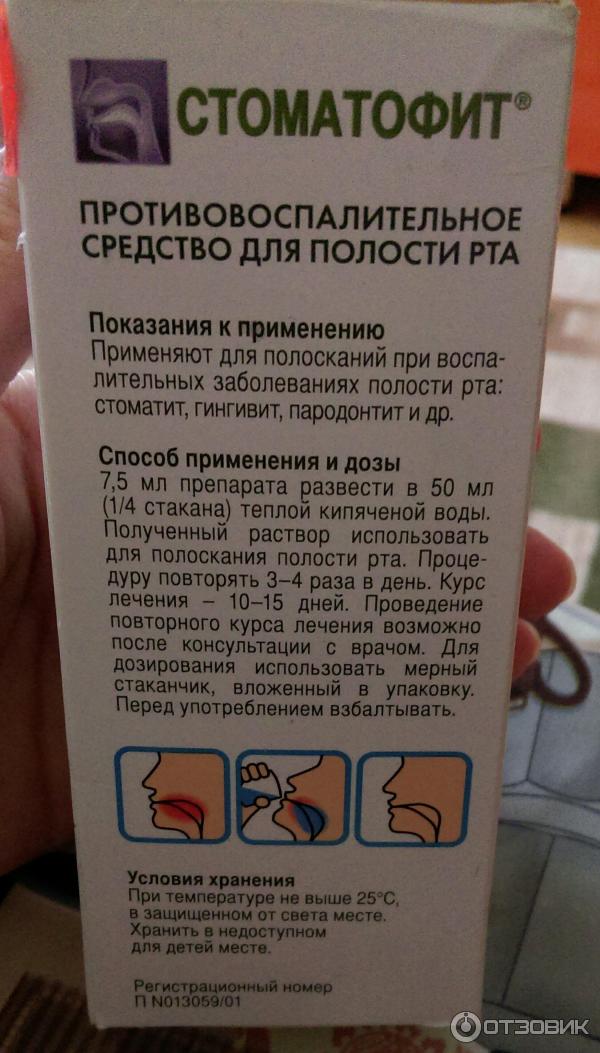 СТОМАТОФИТ®
ПРОТИВОВОСПАЛИТЕЛЬНОЕ
СРЕДСТВО ДЛЯ ПОЛОСТИ РТА
Показания к применению
Применяют для полосканий при воспа-
лительных заболеваниях полости рта:
стоматит, гингивит, пародонтит и др.
Способ применения и дозы
7,5 мл препарата развести в 50 мл
(1/4 стакана) теплой кипяченой воды.
Полученный раствор использовать
для полоскания полости рта. Проце-
дуру повторять 3–4 раза в день. Курс
лечения – 10–15 дней. Проведение
повторного курса лечения возможно
после консультации с врачом. Для
дозирования использовать мерный
стаканчик, вложенный в упаковку.
Перед употреблением взбалтывать.
Условия хранения
При температуре не выше 25°С,
в защищенном от света месте.
Хранить в недоступном
для детей месте.
Регистрационный номер
П N013059/01
ОТЗОВИК